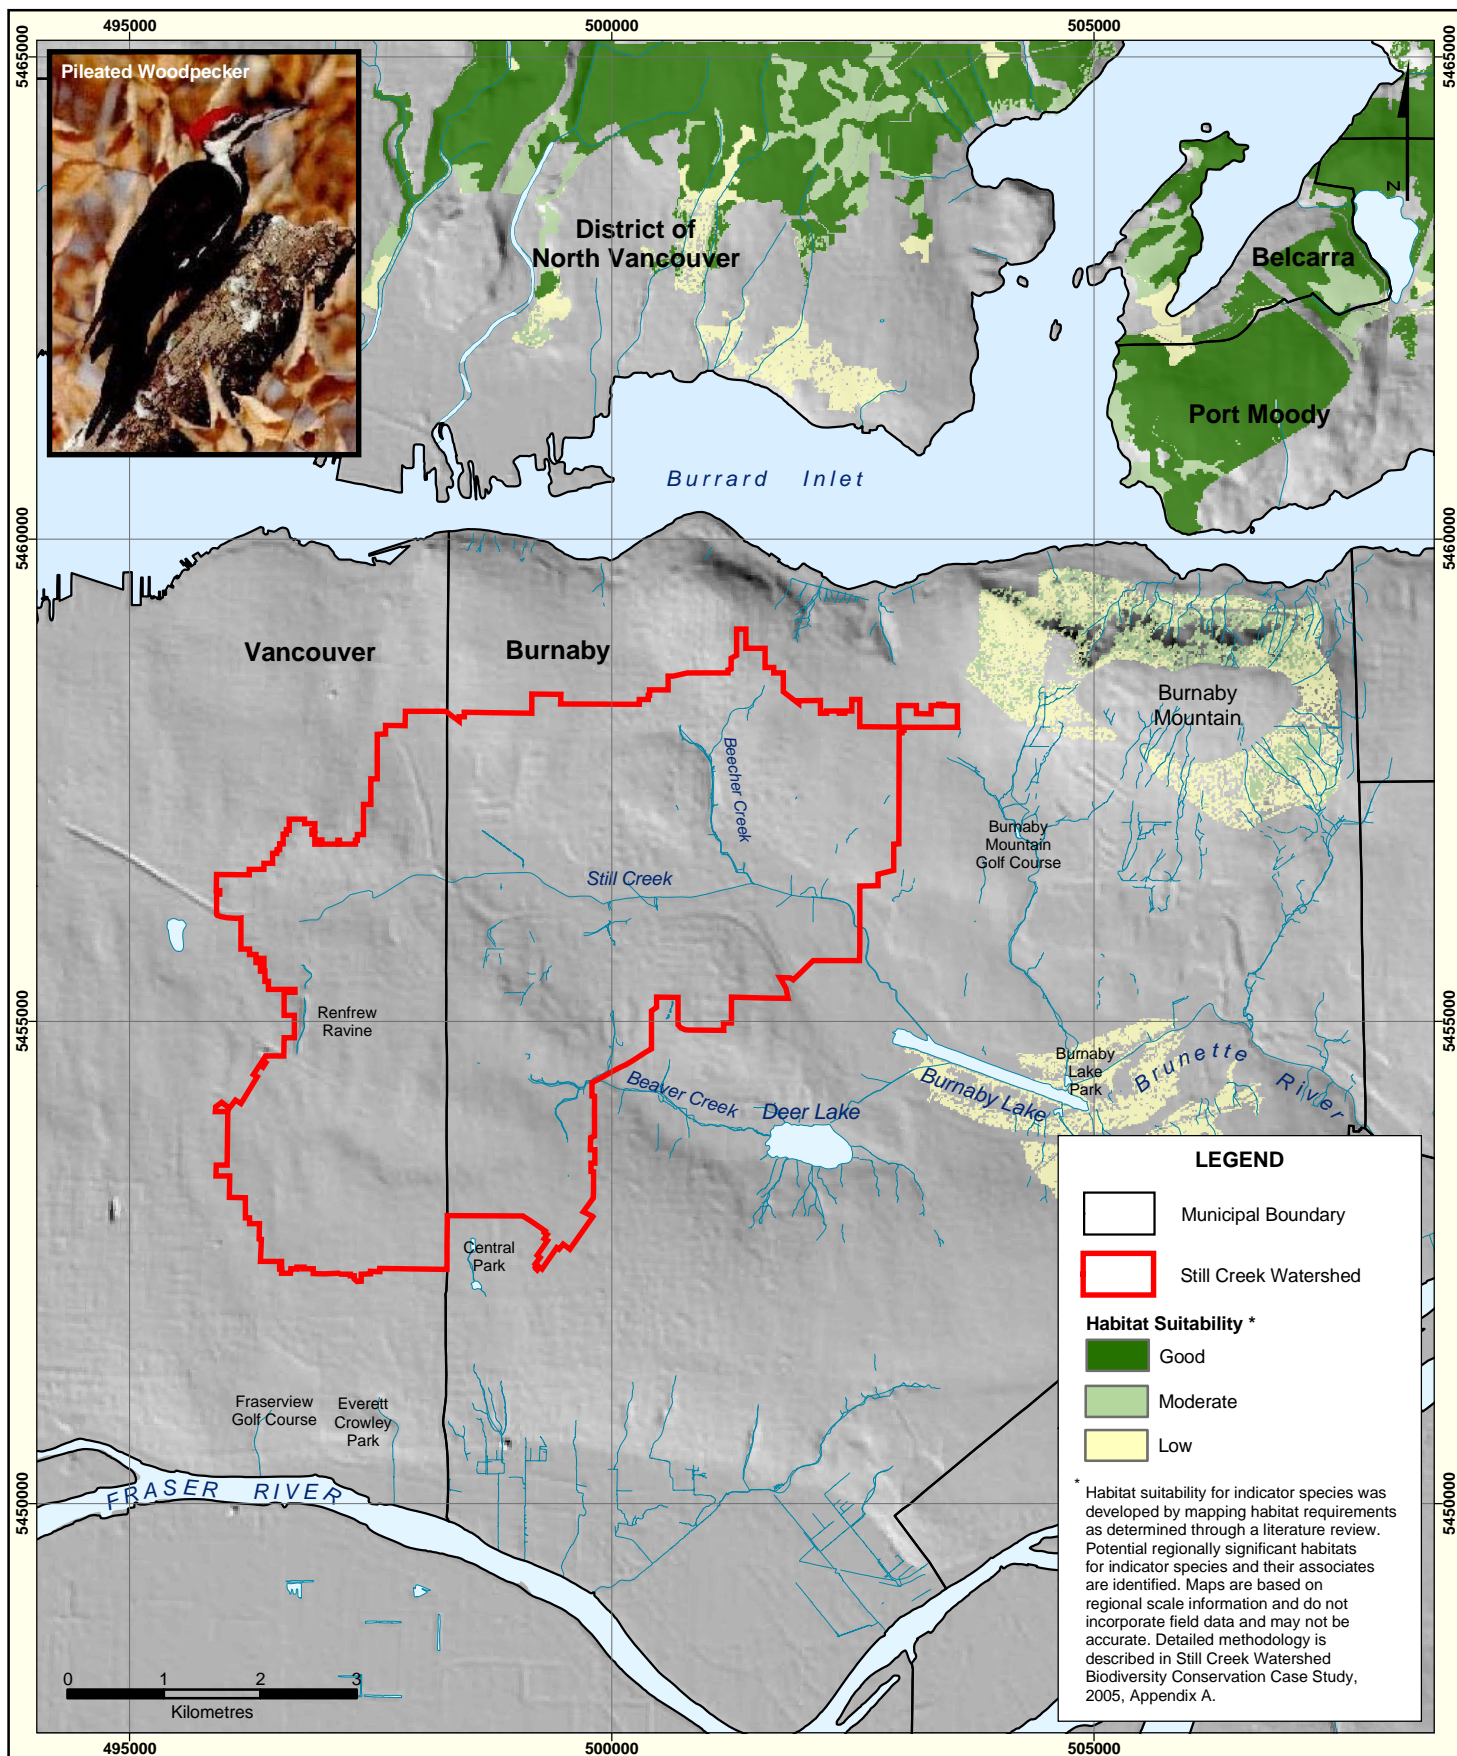 495000
500000
505000
5465000
5465000
Pileated Woodpecker
N
District of
North Vancouver
Belcarra
Port Moody
Burrard Inlet
5460000
5460000
Vancouver
Burnaby
Burnaby
Mountain
Beecher Creek
Burnaby
Mountain
Golf Course
Still Creek
Renfrew
Ravine
5455000
5455000
Burnaby
Lake
Park
Brunette
River
Burnaby Lake
Beaver Creek
Deer Lake
Central
Park
LEGEND
Municipal Boundary
Still Creek Watershed
Habitat Suitability *
Good
Moderate
Low
* Habitat suitability for indicator species was
developed by mapping habitat requirements
as determined through a literature review.
Potential regionally significant habitats
for indicator species and their associates
are identified. Maps are based on
regional scale information and do not
incorporate field data and may not be
accurate. Detailed methodology is
described in Still Creek Watershed
Biodiversity Conservation Case Study,
2005, Appendix A.
Fraserview
Golf Course
Everett
Crowley
Park
FRASER RIVER
5450000
5450000
0 1 2 3
Kilometres
495000
500000
505000